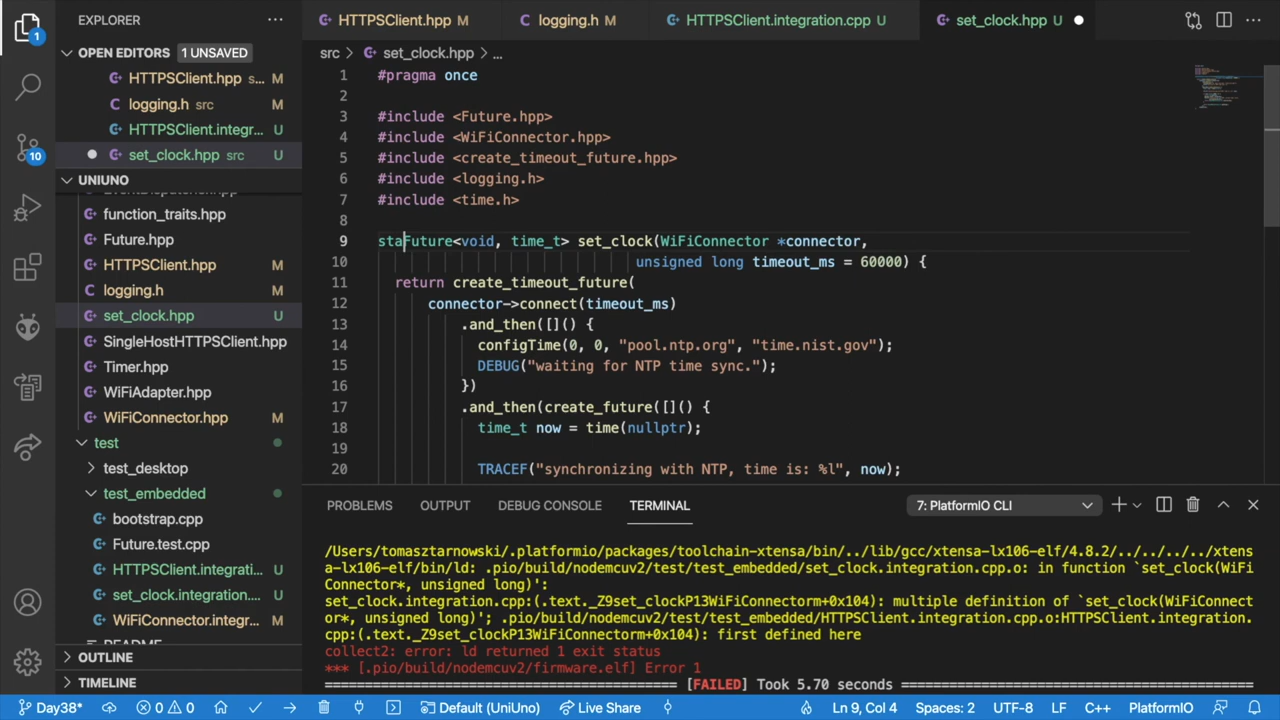 EXPLORER
HTTPSClient.hpp M
logging.h M
HTTPSClient.integration.cpp U
set_clock.hpp U
1
OPEN EDITORS 1 UNSAVED
HTTPSClient.hpp s... M
logging.h src M
HTTPSClient.integr... U
10
set_clock.hpp src U
UNIUNO
function_traits.hpp
Future.hpp
HTTPSClient.hpp M
logging.h M
set_clock.hpp U
SingleHostHTTPSClient.hpp
Timer.hpp
WiFiAdapter.hpp
WiFiConnector.hpp M
test
test_desktop
test_embedded
bootstrap.cpp
Future.test.cpp
HTTPSClient.integrati... U
set_clock.integration.... U
WiFiConnector.integr... M
OUTLINE
TIMELINE
src > set_clock.hpp > ...
1 #pragma once
2
3 #include <Future.hpp>
4 #include <WiFiConnector.hpp>
5 #include <create_timeout_future.hpp>
6 #include <logging.h>
7 #include <time.h>
8
9 staFuture<void, time_t> set_clock(WiFiConnector *connector,
10 unsigned long timeout_ms = 60000) {
11 return create_timeout_future(
12 connector->connect(timeout_ms)
13 .and_then([]() {
14 configTime(0, 0, "pool.ntp.org", "time.nist.gov");
15 DEBUG("waiting for NTP time sync.");
16 })
17 .and_then(create_future([]() {
18 time_t now = time(nullptr);
19
20 TRACEF("synchronizing with NTP, time is: %l", now);
PROBLEMS OUTPUT DEBUG CONSOLE TERMINAL 7: PlatformIO CLI
/Users/tomasztarnowski/.platformio/packages/toolchain-xtensa/bin/../lib/gcc/xtensa-lx106-elf/4.8.2/../../../../xtens
a-lx106-elf/bin/ld: .pio/build/nodemcuv2/test/test_embedded/set_clock.integration.cpp.o: in function `set_clock(WiFi
Connector*, unsigned long)':
set_clock.integration.cpp:(.text._Z9set_clockP13WiFiConnectorm+0x104): multiple definition of `set_clock(WiFiConnect
or*, unsigned long)'; .pio/build/nodemcuv2/test/test_embedded/HTTPSClient.integration.cpp.o:HTTPSClient.integration.
cpp:(.text._Z9set_clockP13WiFiConnectorm+0x104): first defined here
collect2: error: ld returned 1 exit status
*** [.pio/build/nodemcuv2/firmware.elf] Error 1
========================================== [FAILED] Took 5.70 seconds ==========================================
Day38* 0 0 Default (UniUno) Live Share Ln 9, Col 4 Spaces: 2 UTF-8 LF C++ PlatformIO